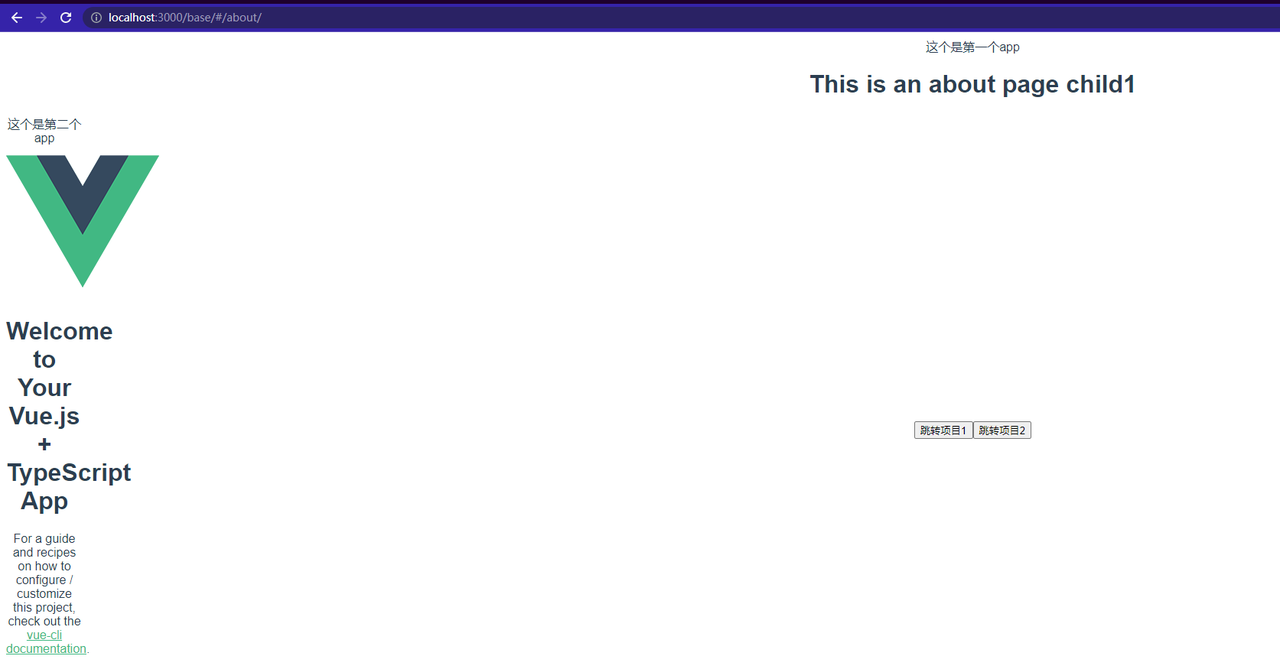 localhost:3000/base/#/about/
这个是第一个app
This is an about page child1
这个是第二个
app
Welcome
to
Your
Vue.js
+
TypeScript
App
跳转项目1 跳转项目2
For a guide
and recipes
on how to
configure /
customize
this project,
check out the
vue-cli
documentation.